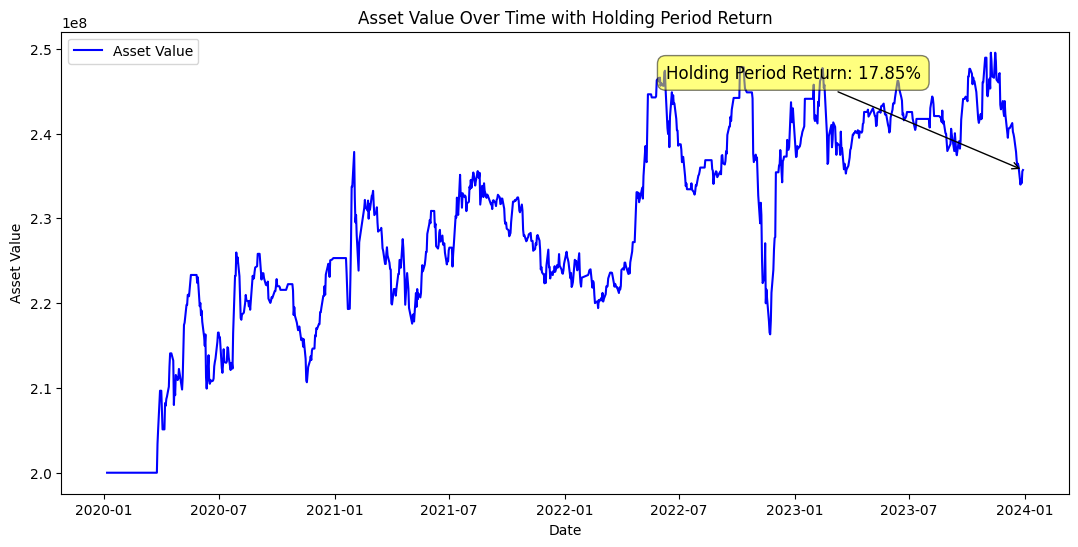 Asset Value Over Time with Holding Period Return
1e8
Asset Value
Holding Period Return: 17.85%
2.5
2.4
2.3
2.2
2.1
2.0
Asset Value
2020-01 2020-07 2021-01 2021-07 2022-01 2022-07 2023-01 2023-07 2024-01
Date